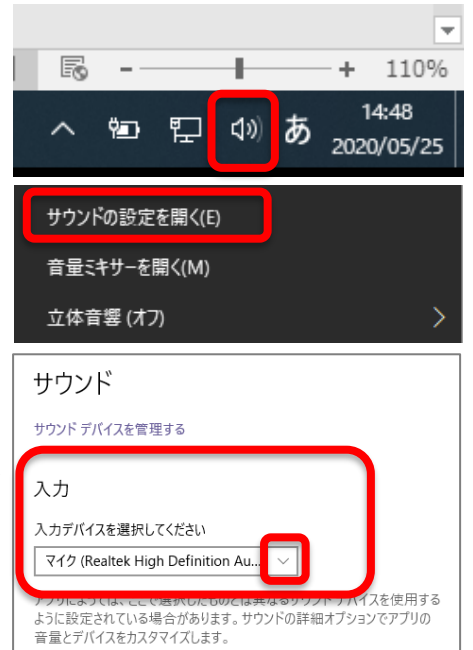 110%
あ
14:48
2020/05/25
サウンドの設定を開く(E)
音量ミキサーを開く(M)
立体音響 (オフ)
サウンド
サウンド デバイスを管理する
入力
入力デバイスを選択してください
マイク (Realtek High Definition Au...
アプリによっては、ここで選択したものとは異なるサウンド デバイスを使用する
ように設定されている場合があります。サウンドの詳細オプションでアプリの
音量とデバイスをカスタマイズします。